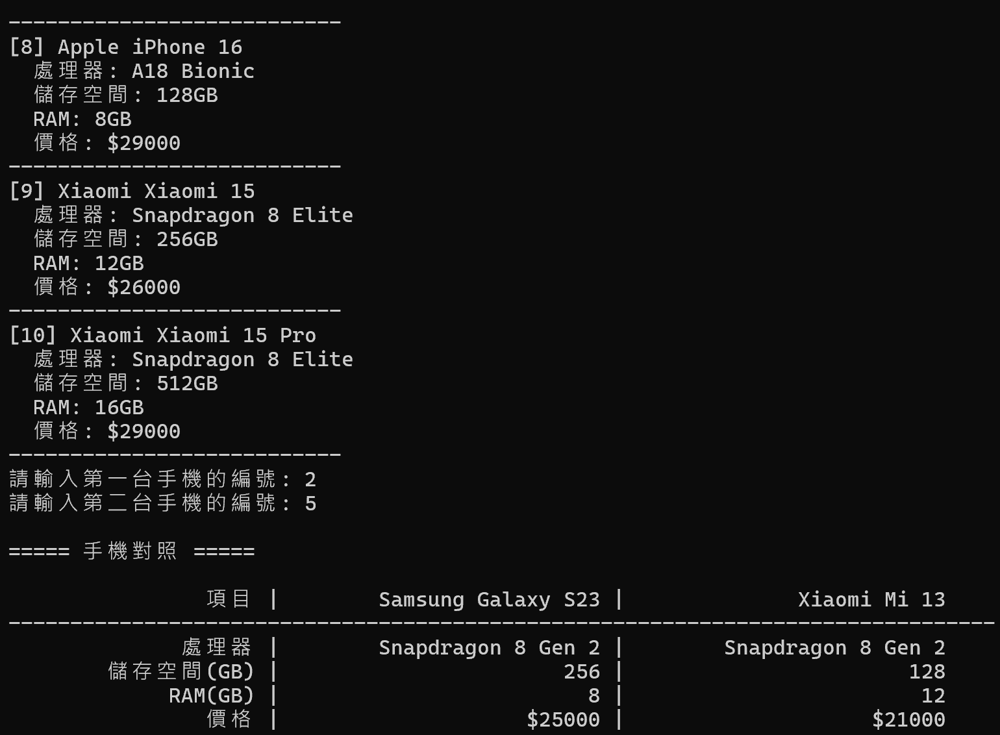 ---------------------------
[8] Apple iPhone 16
  處理器: A18 Bionic
  儲存空間: 128GB
  RAM: 8GB
  價格: $29000
---------------------------
[9] Xiaomi Xiaomi 15
  處理器: Snapdragon 8 Elite
  儲存空間: 256GB
  RAM: 12GB
  價格: $26000
---------------------------
[10] Xiaomi Xiaomi 15 Pro
  處理器: Snapdragon 8 Elite
  儲存空間: 512GB
  RAM: 16GB
  價格: $29000
---------------------------
請輸入第一台手機的編號: 2
請輸入第二台手機的編號: 5

===== 手機對照 =====

                項目 |        Samsung Galaxy S23 |              Xiaomi Mi 13
--------------------------------------------------------------------------------
              處理器 |        Snapdragon 8 Gen 2 |        Snapdragon 8 Gen 2
        儲存空間(GB) |                       256 |                       128
             RAM(GB) |                         8 |                        12
                價格 |                    $25000 |                    $21000